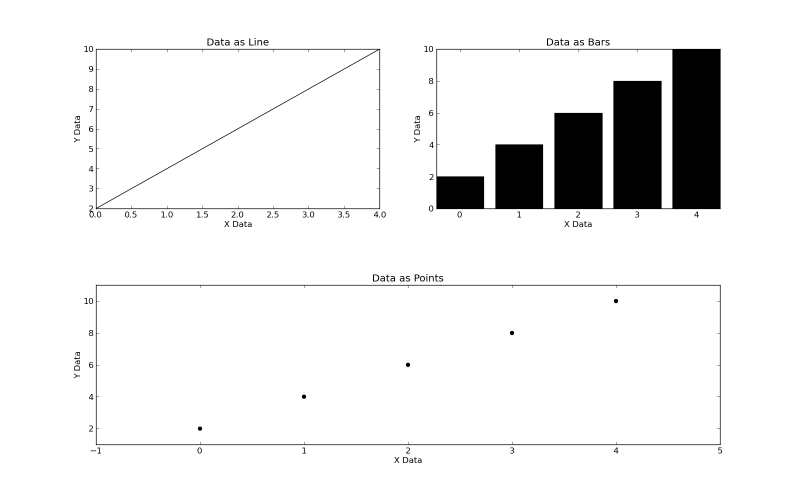 Data as Line
10
9
8
7
6
5
4
3
2
Y Data
0.0 0.5 1.0 1.5 2.0 2.5 3.0 3.5 4.0
X Data
Data as Bars
10
8
6
4
2
0
Y Data
0 1 2 3 4
X Data
Data as Points
10
8
6
4
2
Y Data
−1 0 1 2 3 4 5
X Data